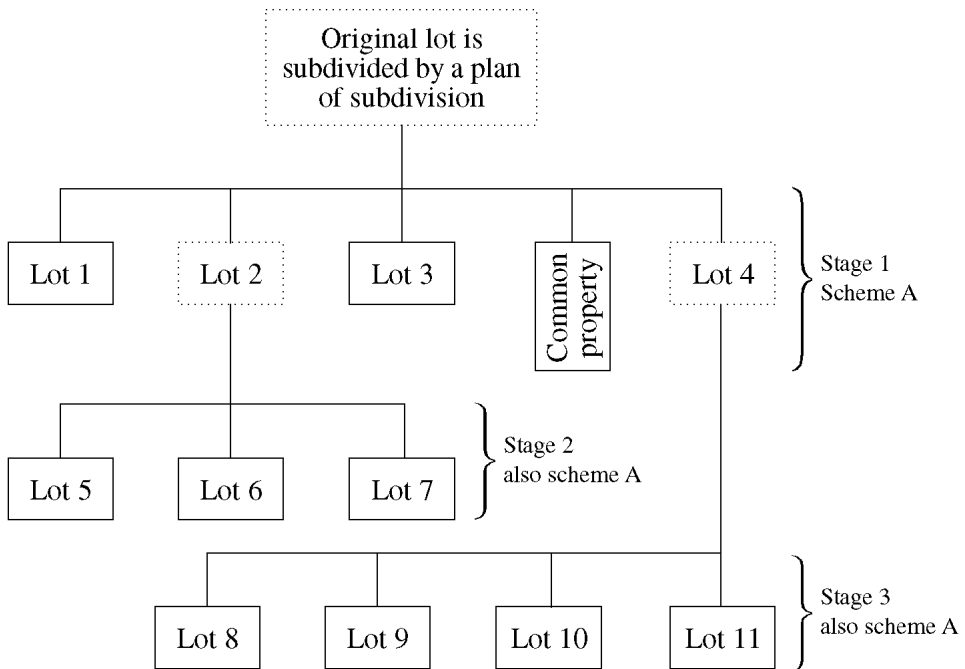 Original lot is
subdivided by a plan
of subdivision
Lot 1
Lot 2
Lot 3
Common
property
Lot 4
Stage 1
Scheme A
Lot 5
Lot 6
Lot 7
Stage 2
also scheme A
Lot 8
Lot 9
Lot 10
Lot 11
Stage 3
also scheme A